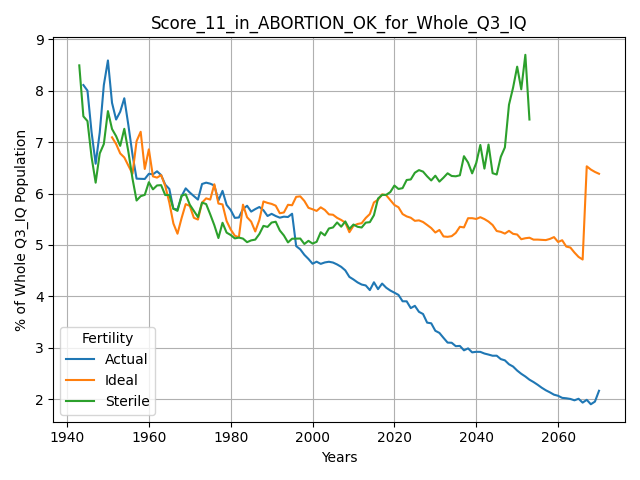 Score_11_in_ABORTION_OK_for_Whole_Q3_IQ
% of Whole Q3_IQ Population
9
8
7
6
5
4
3
2
Fertility
Actual
Ideal
Sterile
1940 1960 1980 2000 2020 2040 2060
Years